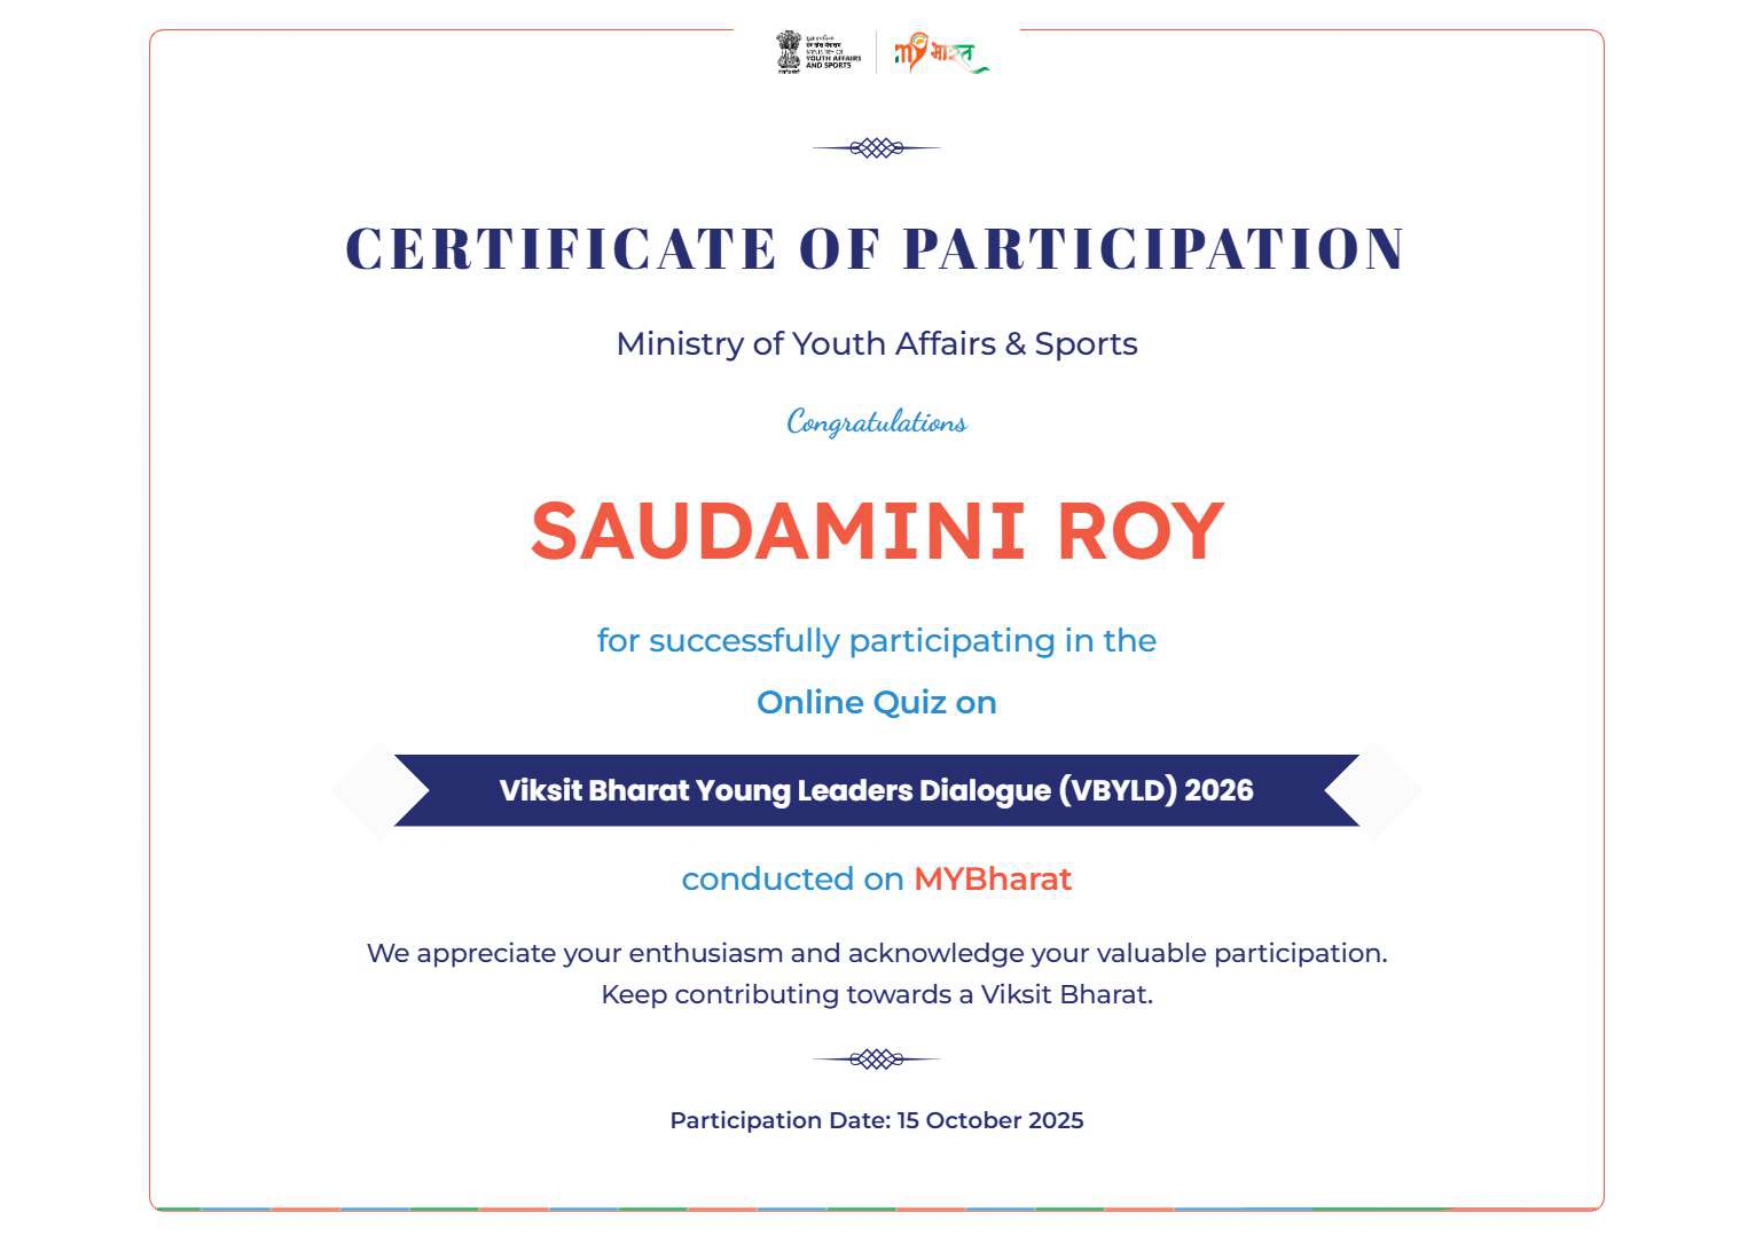 YOUTH AFFAIRS
AND SPORTS
my भारत
CERTIFICATE OF PARTICIPATION
Ministry of Youth Affairs & Sports
Congratulations
SAUDAMINI ROY
for successfully participating in the
Online Quiz on
Viksit Bharat Young Leaders Dialogue (VBYLD) 2026
conducted on MYBharat
We appreciate your enthusiasm and acknowledge your valuable participation.
Keep contributing towards a Viksit Bharat.
Participation Date: 15 October 2025